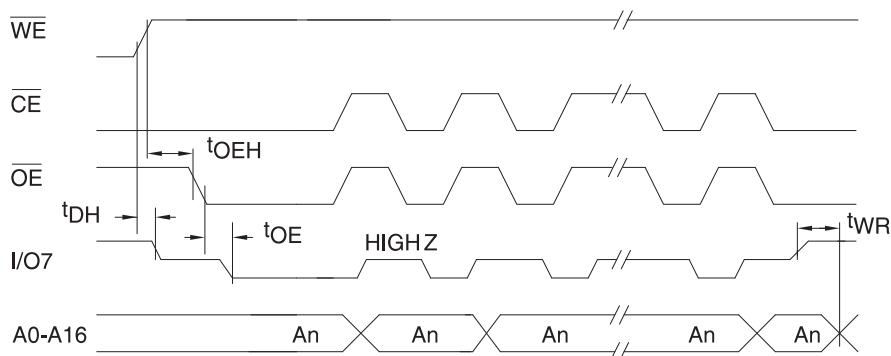 WE
CE
tOEH
OE
tDH
tOE
tWR
HIGH Z
I/O7
A0-A16
An
An
An
An
An